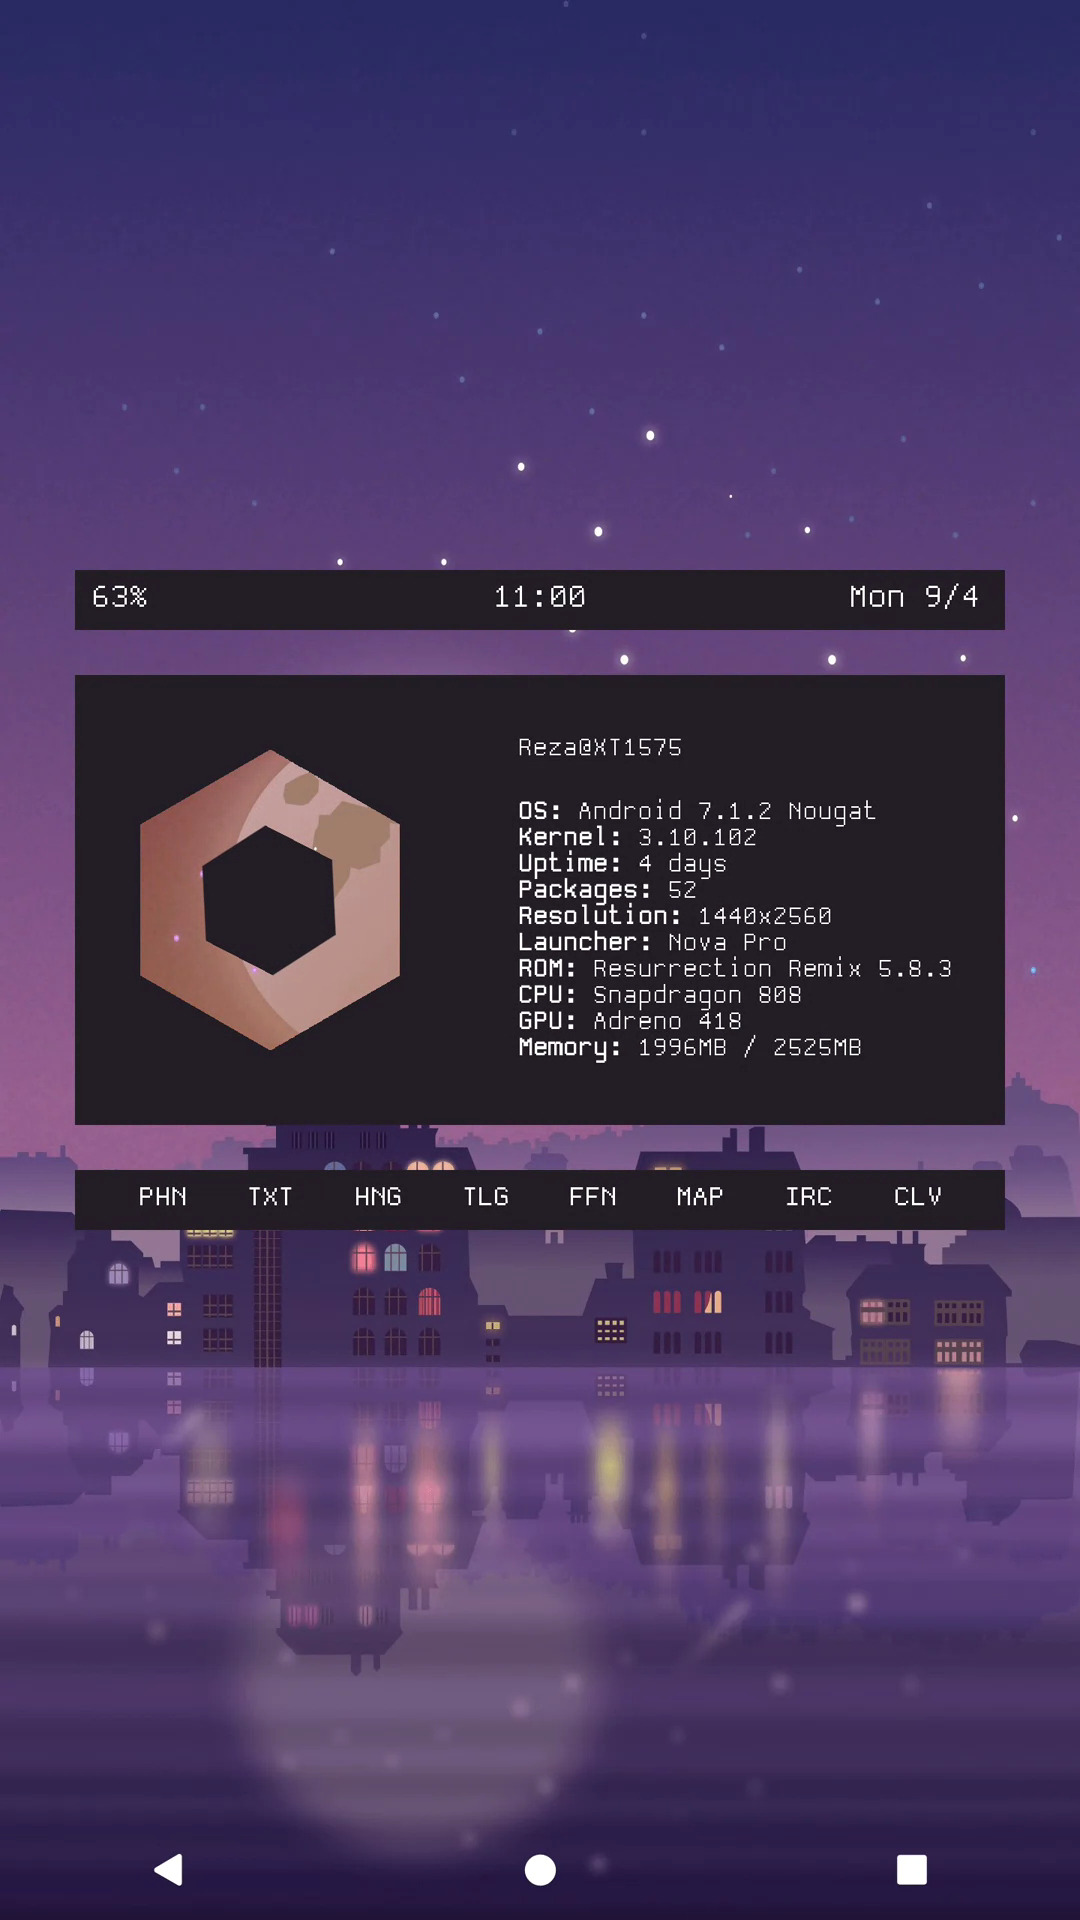 63% 11:00 Mon 9/4
Reza@XT1575
OS: Android 7.1.2 Nougat
Kernel: 3.10.102
Uptime: 4 days
Packages: 52
Resolution: 1440x2560
Launcher: Nova Pro
ROM: Resurrection Remix 5.8.3
CPU: Snapdragon 808
GPU: Adreno 418
Memory: 1996MB / 2525MB
PHN TXT HNG TLG FFN MAP IRC CLV